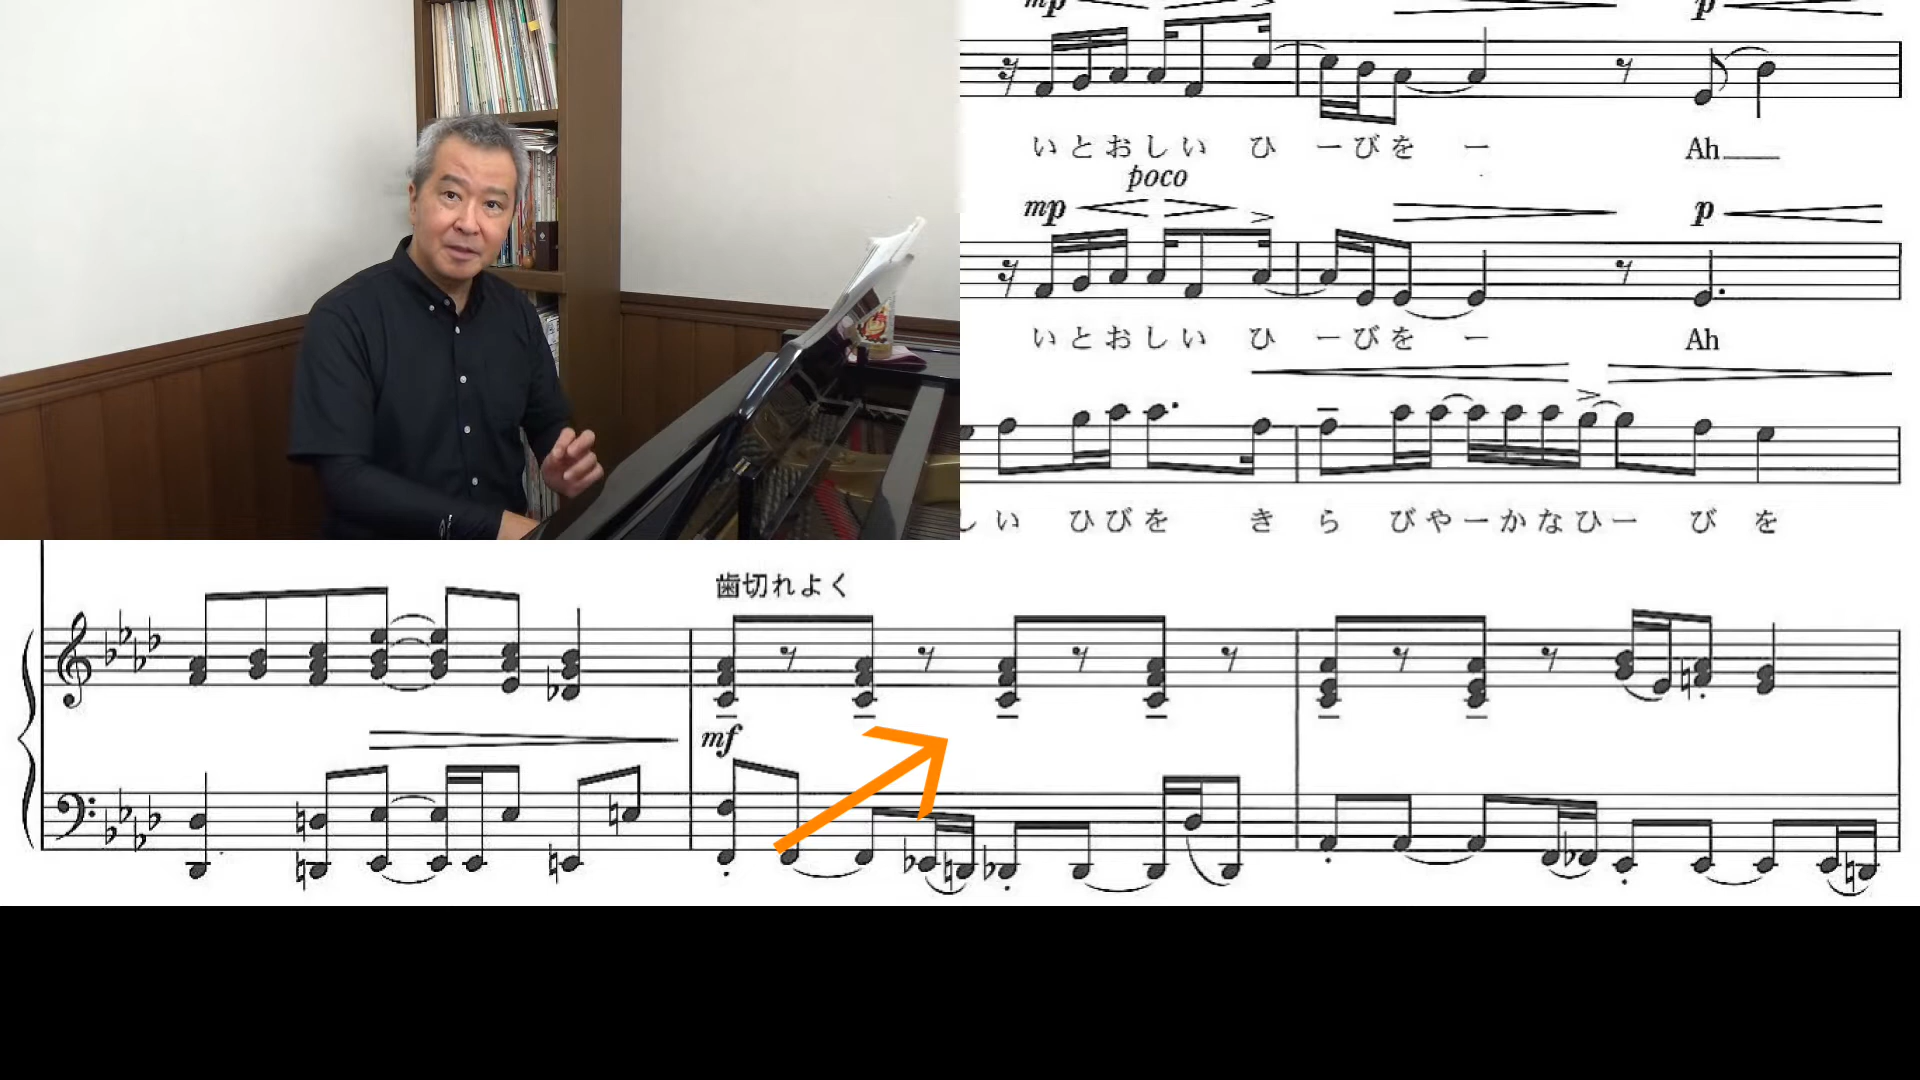 mp p
いとおしい ひ ーびを ー Ah
poco
mp p
いとおしい ひ ーびを ー Ah
しい ひびを き ら びやーかなひー び を
歯切れよく
mf